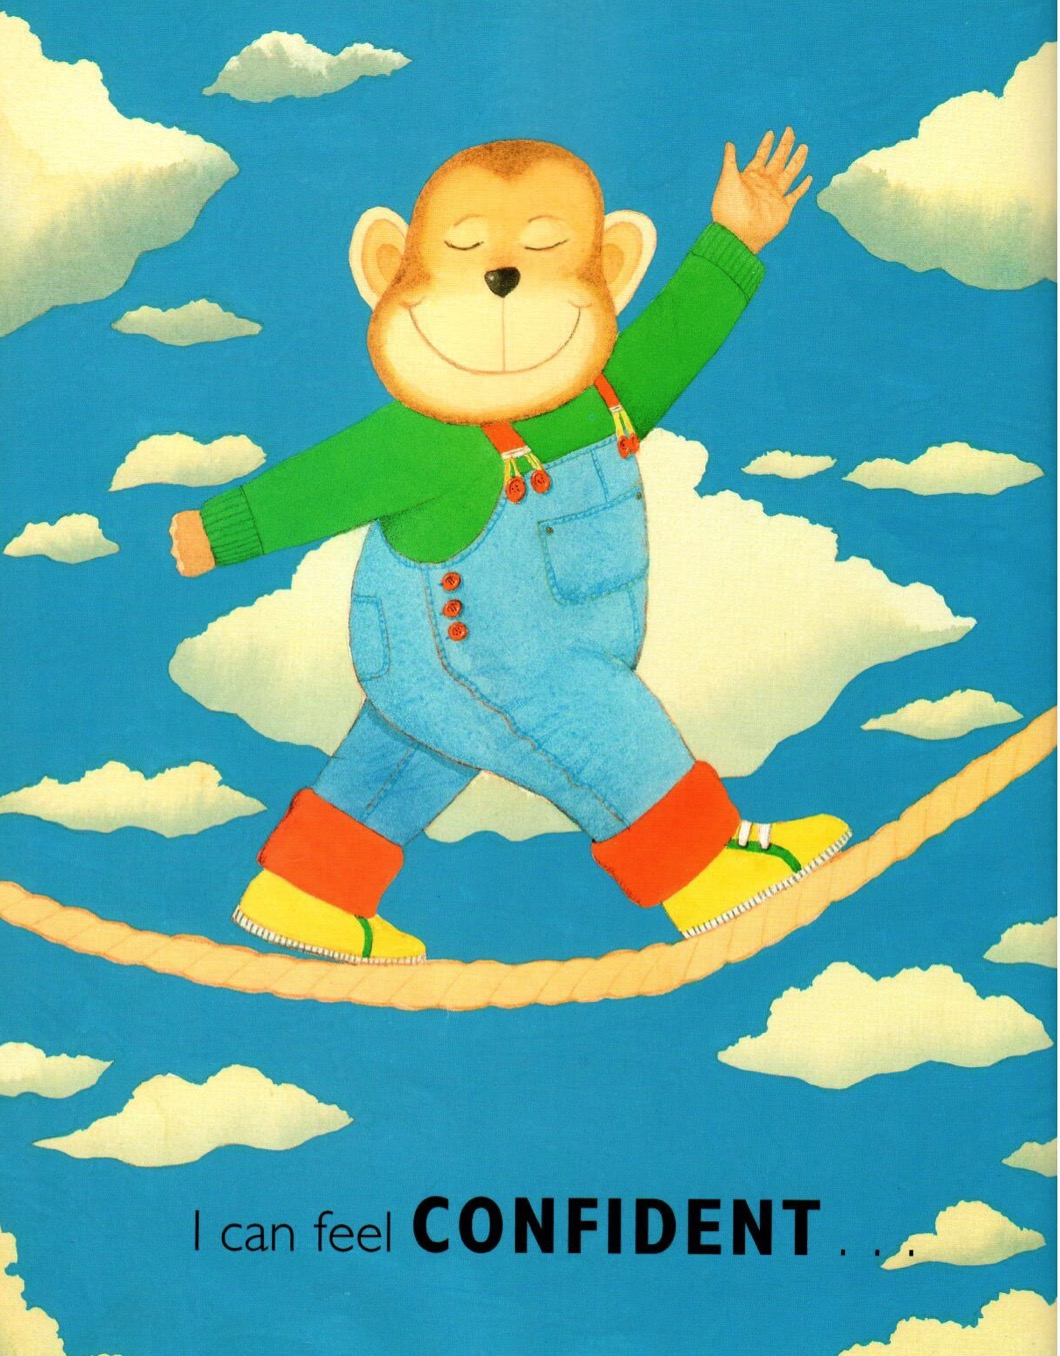 I can feel CONFIDENT . . .